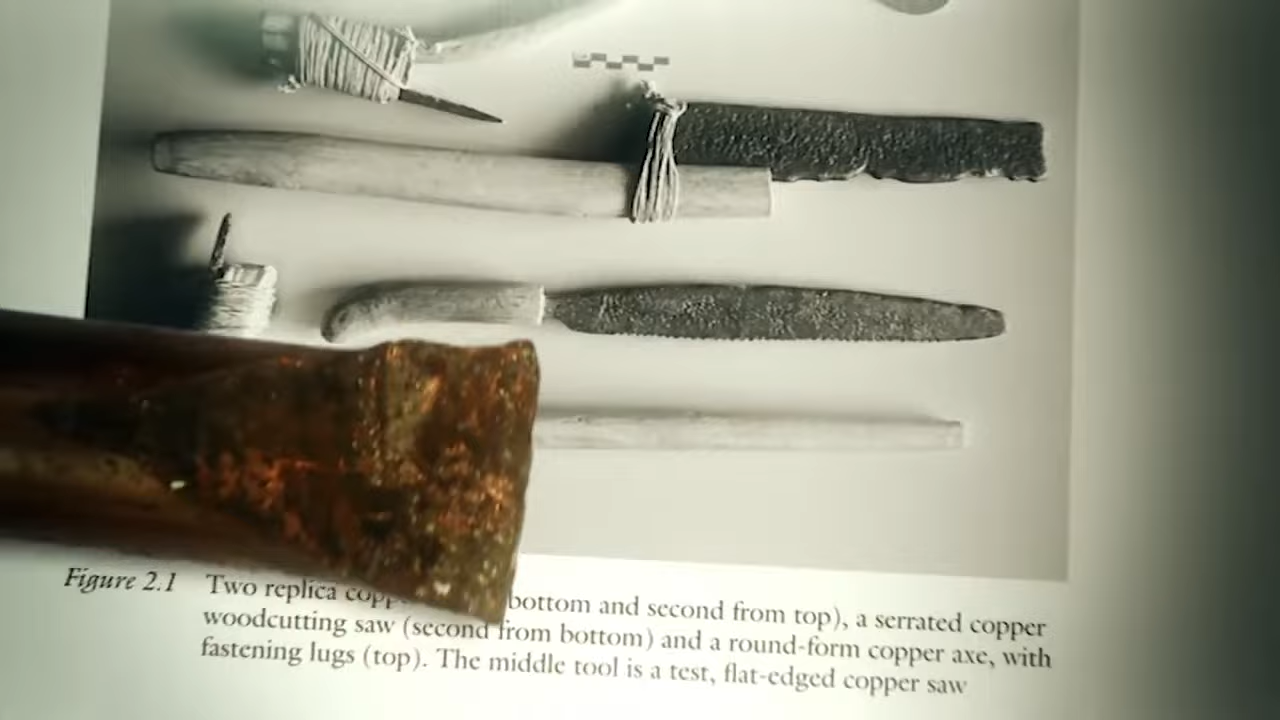 Figure 2.1 Two replica bottom and second from top), a serrated copper
woodcutting saw (second from bottom) and a round-form copper axe, with
fastening lugs (top). The middle tool is a test, flat-edged copper saw